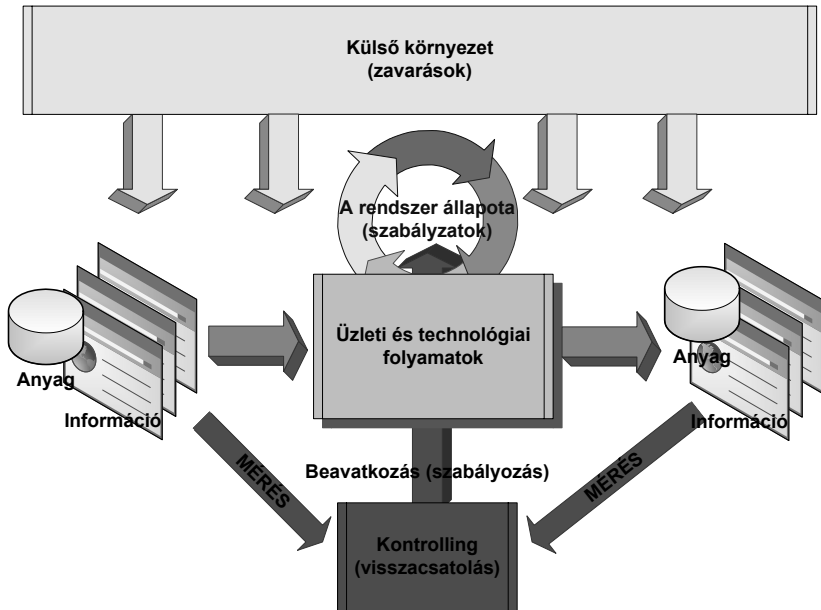 Külső környezet
(zavarások)
A rendszer állapota
(szabályzatok)
Üzleti és technológiai
folyamatok
Anyag
Információ
Anyag
Információ
MÉRÉS
Beavatkozás (szabályozás)
MÉRÉS
Kontrolling
(visszacsatolás)